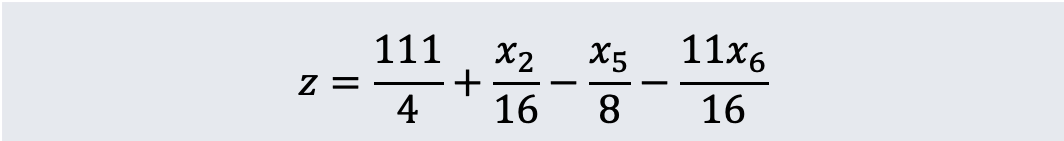 z = 111/4 + x₂/16 − x₅/8 − 11x₆/16